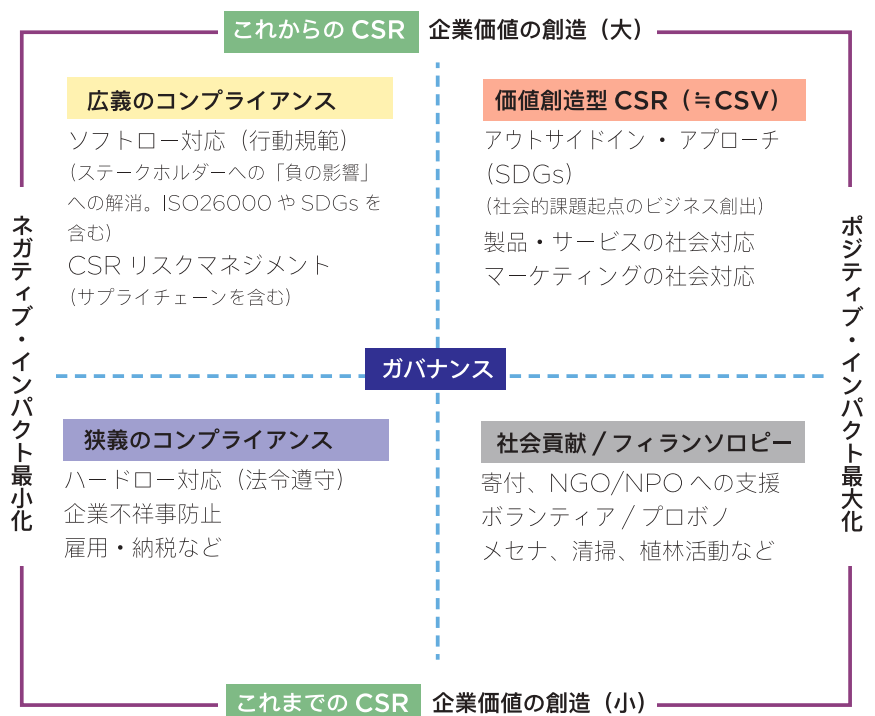 これからの CSR 企業価値の創造（大）
ネガティブ・インパクト最小化
広義のコンプライアンス
ソフトロー対応（行動規範）
(ステークホルダーへの「負の影響」
への解消。ISO26000 や SDGs を
含む)
CSR リスクマネジメント
(サプライチェーンを含む)
価値創造型 CSR（≒CSV）
アウトサイドイン ・ アプローチ
(SDGs)
(社会的課題起点のビジネス創出)
製品・サービスの社会対応
マーケティングの社会対応
ポジティブ・インパクト最大化
ガバナンス
狭義のコンプライアンス
ハードロー対応（法令遵守）
企業不祥事防止
雇用・納税など
社会貢献 / フィランソロピー
寄付、NGO/NPO への支援
ボランティア / プロボノ
メセナ、清掃、植林活動など
これまでの CSR 企業価値の創造（小）